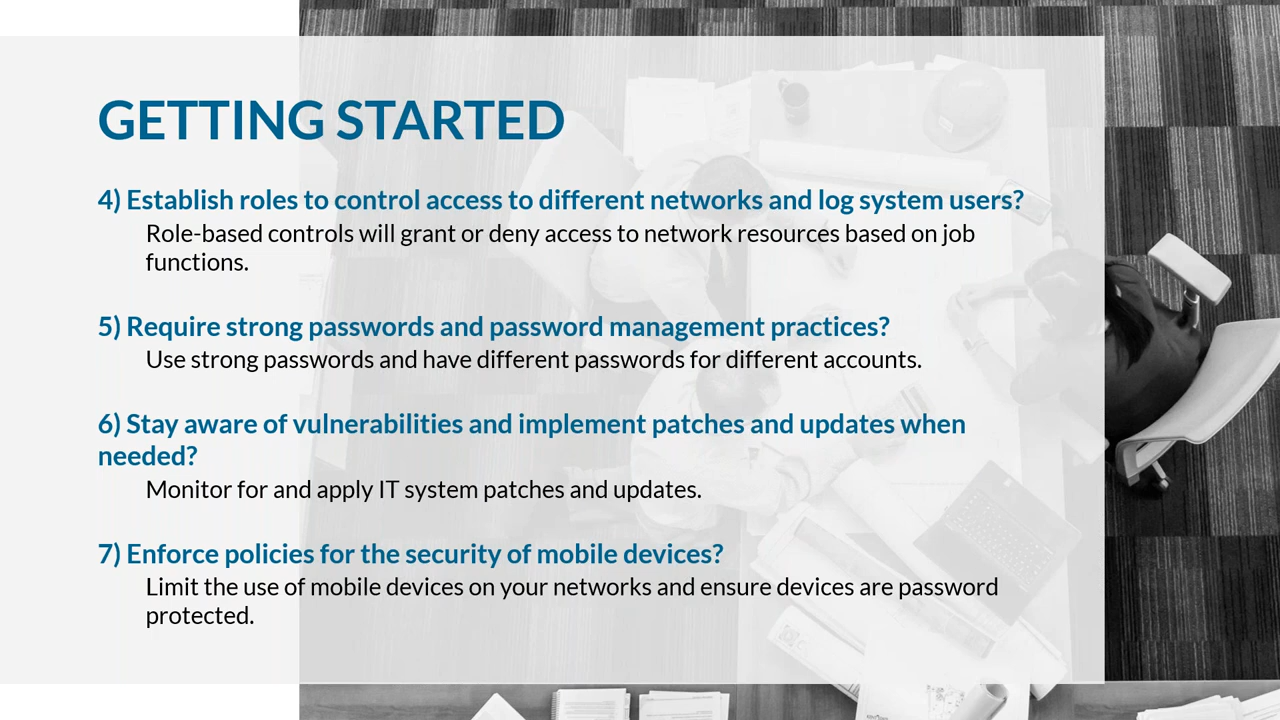 GETTING STARTED
4) Establish roles to control access to different networks and log system users?
Role-based controls will grant or deny access to network resources based on job
functions.
5) Require strong passwords and password management practices?
Use strong passwords and have different passwords for different accounts.
6) Stay aware of vulnerabilities and implement patches and updates when
needed?
Monitor for and apply IT system patches and updates.
7) Enforce policies for the security of mobile devices?
Limit the use of mobile devices on your networks and ensure devices are password
protected.